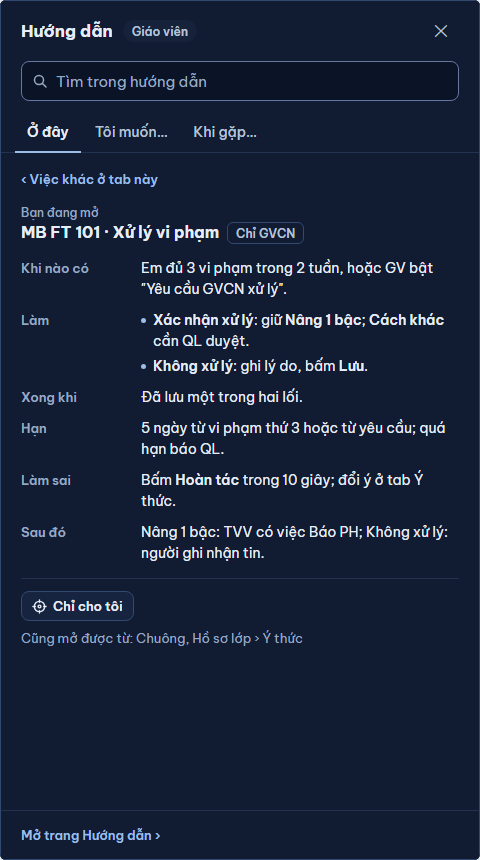 Hướng dẫn Giáo viên
Tìm trong hướng dẫn
Ở đây Tôi muốn... Khi gặp...
‹ Việc khác ở tab này
Bạn đang mở
MB FT 101 · Xử lý vi phạm Chỉ GVCN
Khi nào có Em đủ 3 vi phạm trong 2 tuần, hoặc GV bật
"Yêu cầu GVCN xử lý".
Làm • Xác nhận xử lý: giữ Nâng 1 bậc; Cách khác
cần QL duyệt.
• Không xử lý: ghi lý do, bấm Lưu.
Xong khi Đã lưu một trong hai lối.
Hạn 5 ngày từ vi phạm thứ 3 hoặc từ yêu cầu; quá
hạn báo QL.
Làm sai Bấm Hoàn tác trong 10 giây; đổi ý ở tab Ý
thức.
Sau đó Nâng 1 bậc: TVV có việc Báo PH; Không xử lý:
người ghi nhận tin.
Chỉ cho tôi
Cũng mở được từ: Chuông, Hồ sơ lớp › Ý thức
Mở trang Hướng dẫn ›